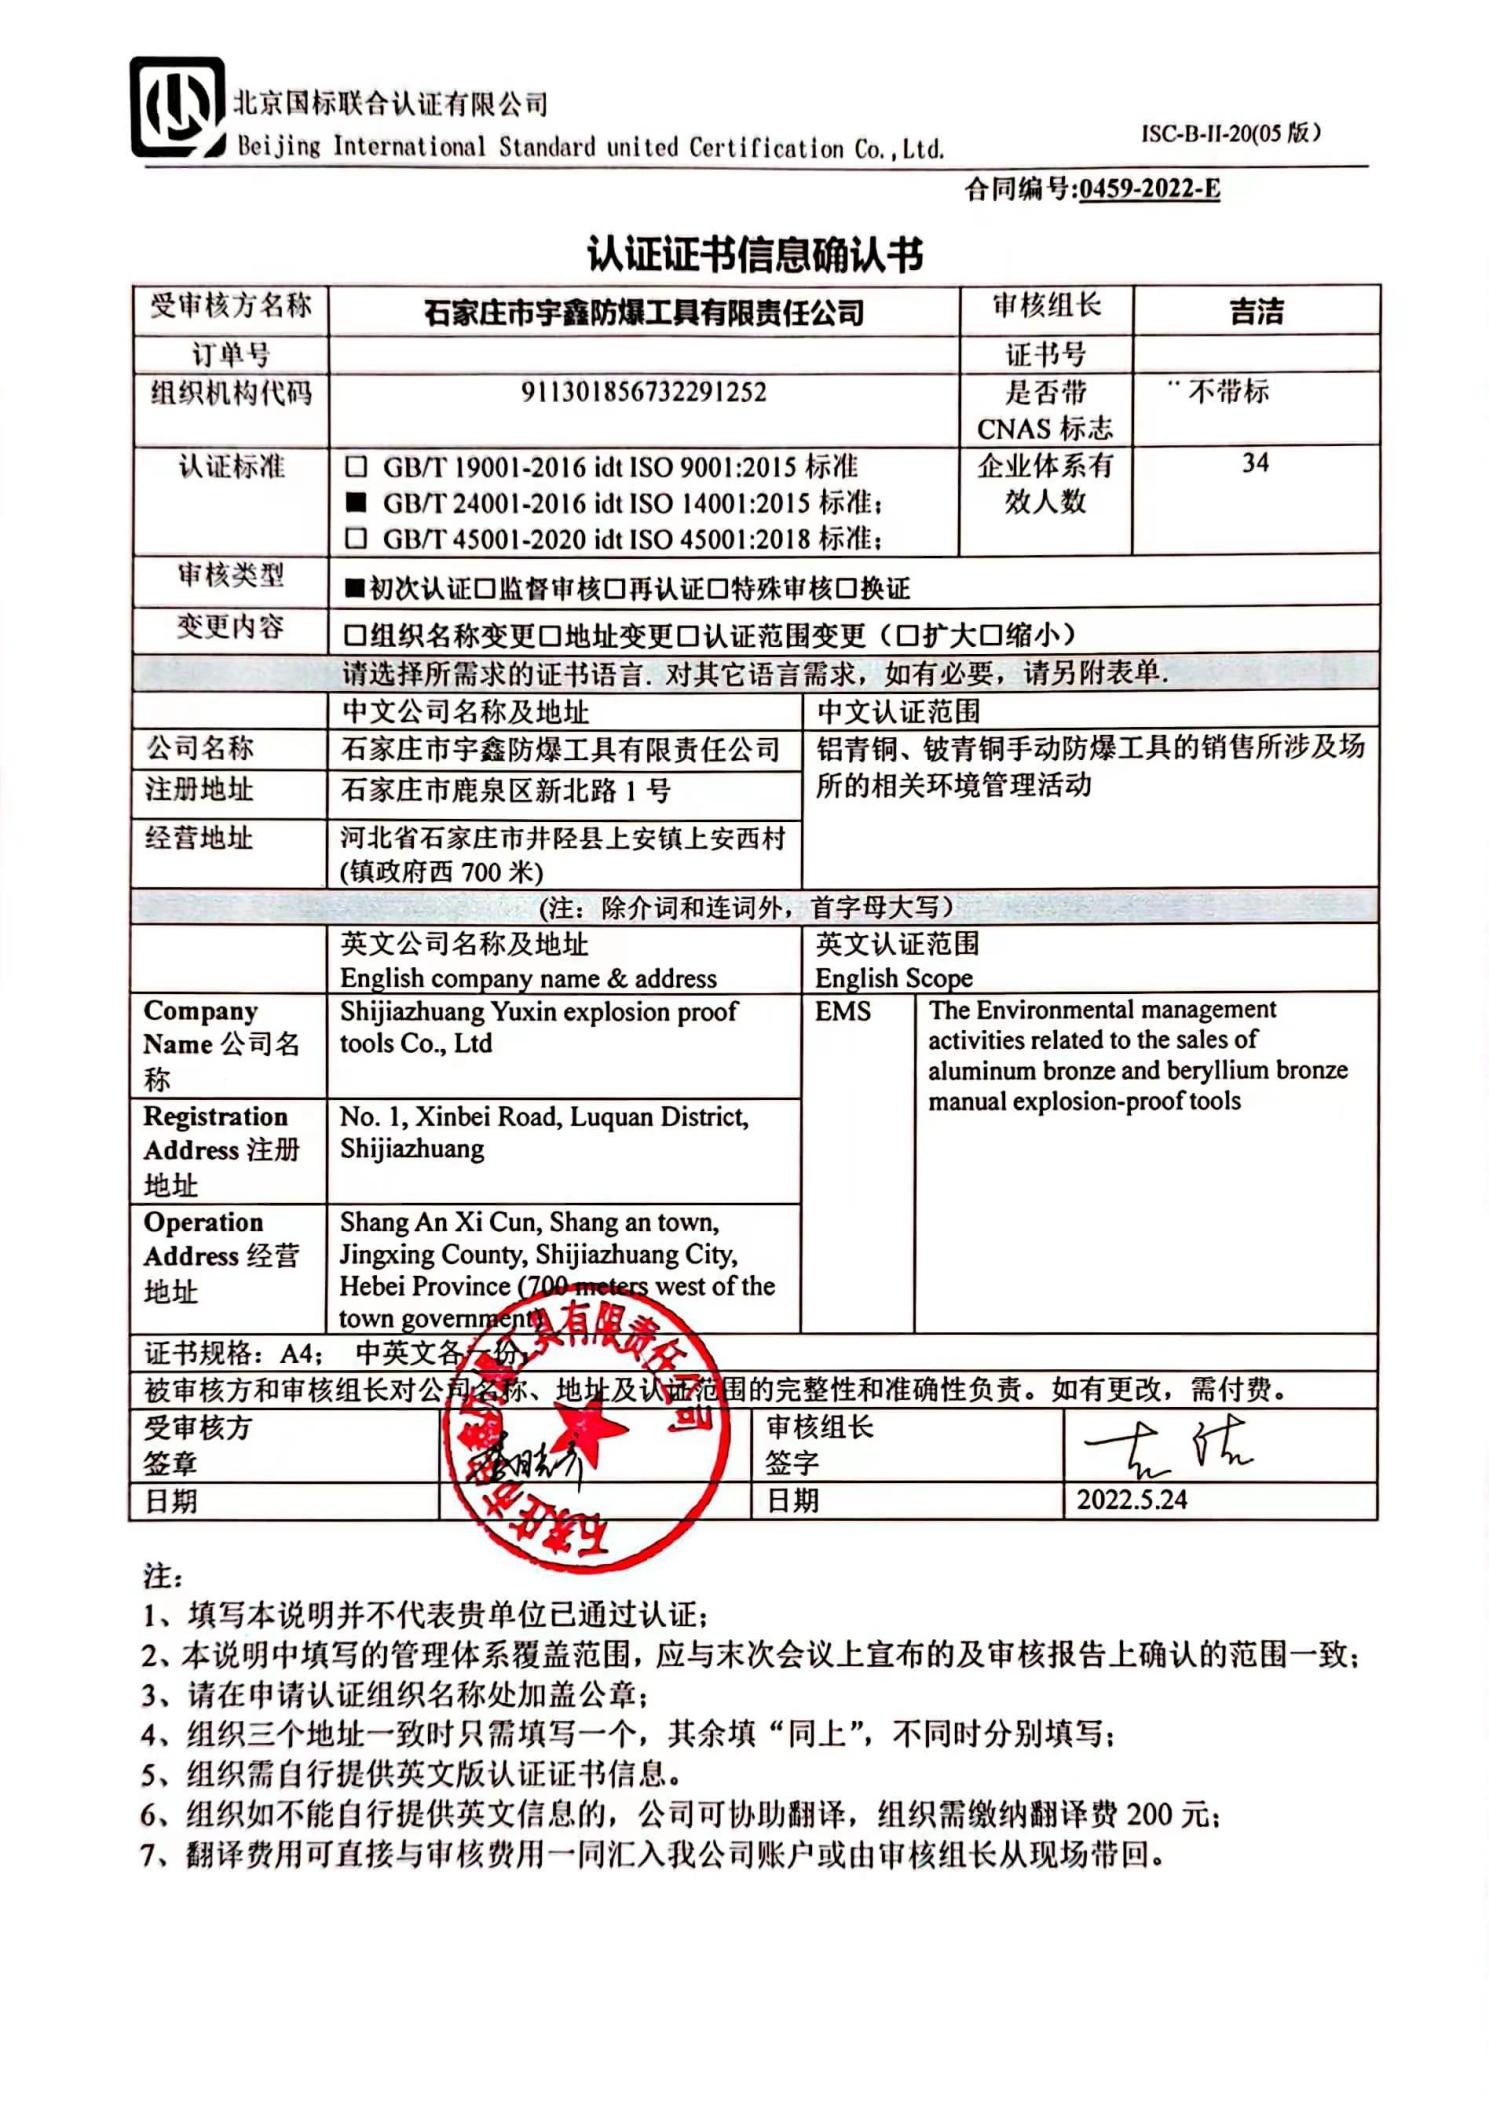 北京国标联合认证有限公司
Beijing International Standard united Certification Co.,Ltd.
ISC-B-II-20(05 版）
合同编号:0459-2022-E
认证证书信息确认书
受审核方名称 石家庄市宇鑫防爆工具有限责任公司 审核组长 吉洁
订单号 证书号
组织机构代码 911301856732291252 是否带 ¨ 不带标
CNAS 标志
认证标准 □ GB/T 19001-2016 idt ISO 9001:2015 标准 企业体系有 34
■ GB/T 24001-2016 idt ISO 14001:2015 标准； 效人数
□ GB/T 45001-2020 idt ISO 45001:2018 标准；
审核类型 ■初次认证□监督审核□再认证□特殊审核□换证
变更内容 □组织名称变更□地址变更□认证范围变更（□扩大□缩小）
请选择所需求的证书语言. 对其它语言需求，如有必要，请另附表单.
中文公司名称及地址 中文认证范围
公司名称 石家庄市宇鑫防爆工具有限责任公司 铝青铜、铍青铜手动防爆工具的销售所涉及场
注册地址 石家庄市鹿泉区新北路 1 号 所的相关环境管理活动
经营地址 河北省石家庄市井陉县上安镇上安西村
(镇政府西 700 米)
(注：除介词和连词外，首字母大写）
英文公司名称及地址 英文认证范围
English company name & address English Scope
Company Shijiazhuang Yuxin explosion proof EMS The Environmental management
Name 公司名 tools Co., Ltd activities related to the sales of
称 aluminum bronze and beryllium bronze
manual explosion-proof tools
Registration No. 1, Xinbei Road, Luquan District,
Address 注册 Shijiazhuang
地址
Operation Shang An Xi Cun, Shang an town,
Address 经营 Jingxing County, Shijiazhuang City,
地址 Hebei Province (700 meters west of the
town government)
证书规格：A4； 中英文各一份，
被审核方和审核组长对公司名称、地址及认证范围的完整性和准确性负责。如有更改，需付费。
受审核方 审核组长 吉洁
签章 签字
日期 日期 2022.5.24
石家庄市宇鑫防爆工具有限责任公司
注：
1、填写本说明并不代表贵单位已通过认证；
2、本说明中填写的管理体系覆盖范围，应与末次会议上宣布的及审核报告上确认的范围一致；
3、请在申请认证组织名称处加盖公章；
4、组织三个地址一致时只需填写一个，其余填“同上”，不同时分别填写；
5、组织需自行提供英文版认证证书信息。
6、组织如不能自行提供英文信息的，公司可协助翻译，组织需缴纳翻译费 200 元；
7、翻译费用可直接与审核费用一同汇入我公司账户或由审核组长从现场带回。